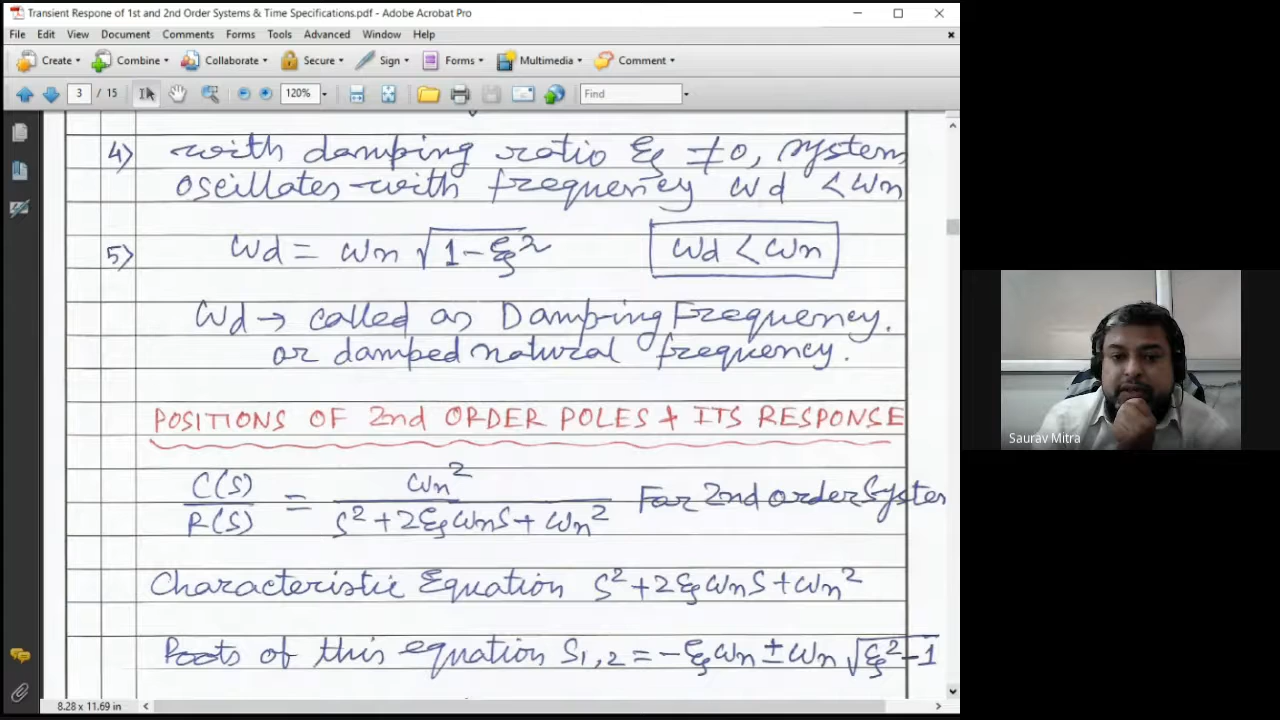 Transient Respone of 1st and 2nd Order Systems & Time Specifications.pdf - Adobe Acrobat Pro
File Edit View Document Comments Forms Tools Advanced Window Help
Create Combine Collaborate Secure Sign Forms Multimedia Comment
3 / 15 120% Find
4) with damping ratio ξ ≠ 0, system
oscillates with frequency ωd < ωn
5) ωd = ωn √1-ξ² ωd < ωn
ωd → called as Damping Frequency.
or damped natural frequency.
POSITIONS OF 2nd ORDER POLES & ITS RESPONSE
C(S)/R(S) = ωn²/S²+2ξωnS+ωn² For 2nd order System
Characteristic Equation S²+2ξωnS+ωn²
Roots of this equation S1,2 = -ξωn ± ωn √ξ²-1
8.28 x 11.69 in
Saurav Mitra